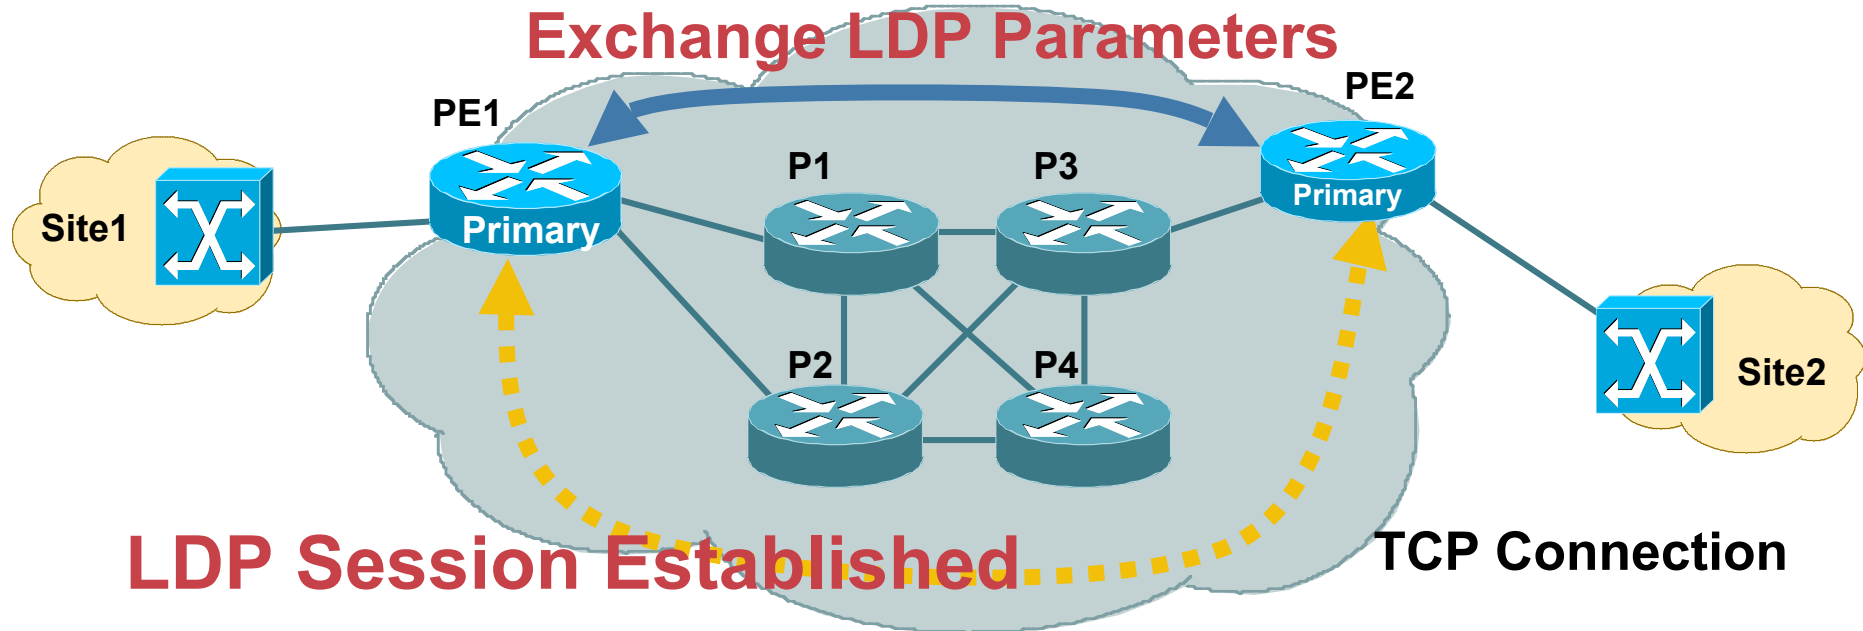 Exchange LDP Parameters
PE1
PE2
P1
P3
Primary
Primary
Site1
P2
P4
Site2
LDP Session Established
TCP Connection